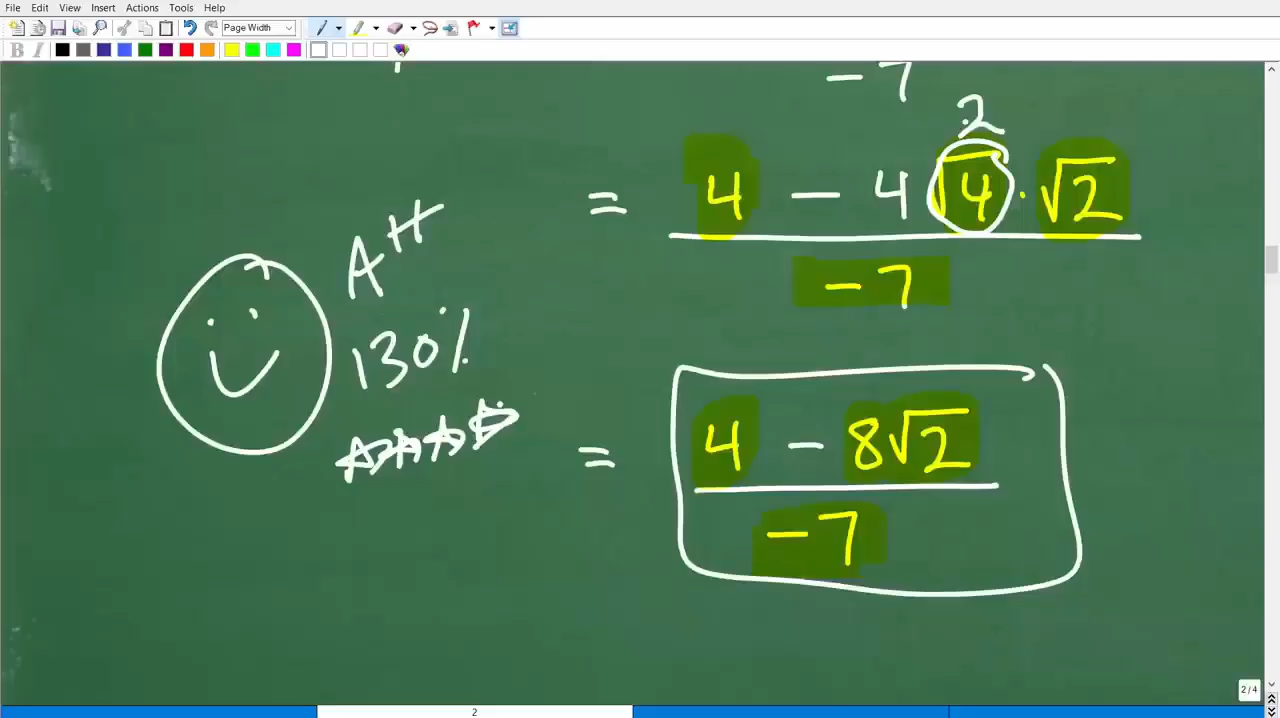 File Edit View Insert Actions Tools Help
Page Width
B I
- 7
2
= 4 - 4 √4 · √2
- 7
A+
130%
= 4 - 8√2
- 7
2 / 4
2